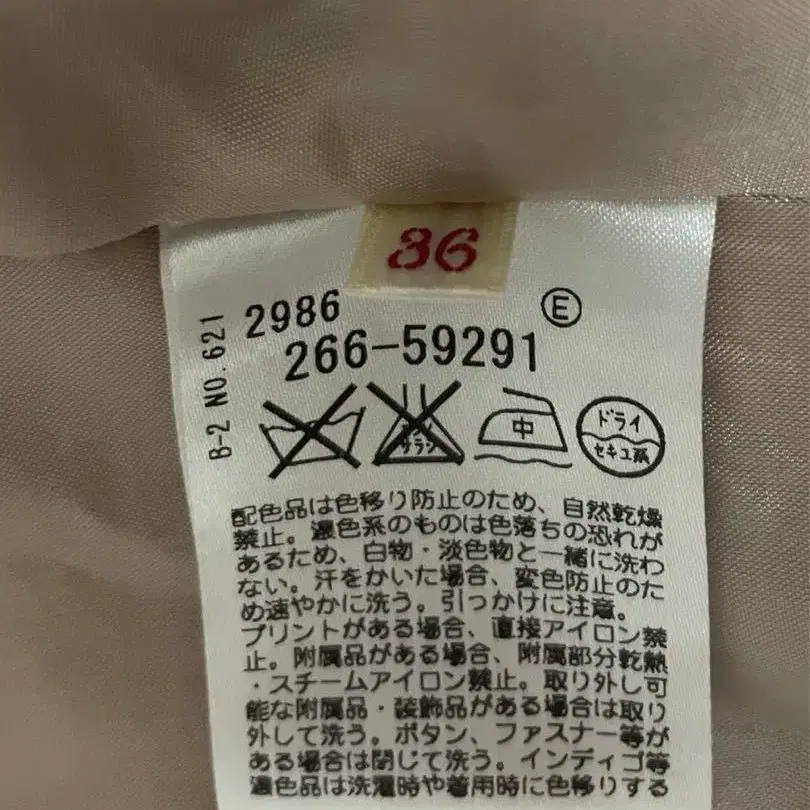 36
2986
E
266-59291
B-2 NO.621
エンソ
サラシ
中
ドライ
セキユ系
配色品は色移り防止のため、自然乾燥
禁止。濃色系のものは色落ちの恐れが
あるため、白物・淡色物と一緒に洗わ
ない。汗をかいた場合、変色防止のた
め速やかに洗う。引っかけに注意。
プリントがある場合、直接アイロン禁
止。附属品がある場合、附属部分乾熱
・スチームアイロン禁止。取り外し可
能な附属品・装飾品がある場合は取り
外して洗う。ボタン、ファスナー等が
ある場合は閉じて洗う。インディゴ等
濃色品は洗濯時や着用時に色移りする